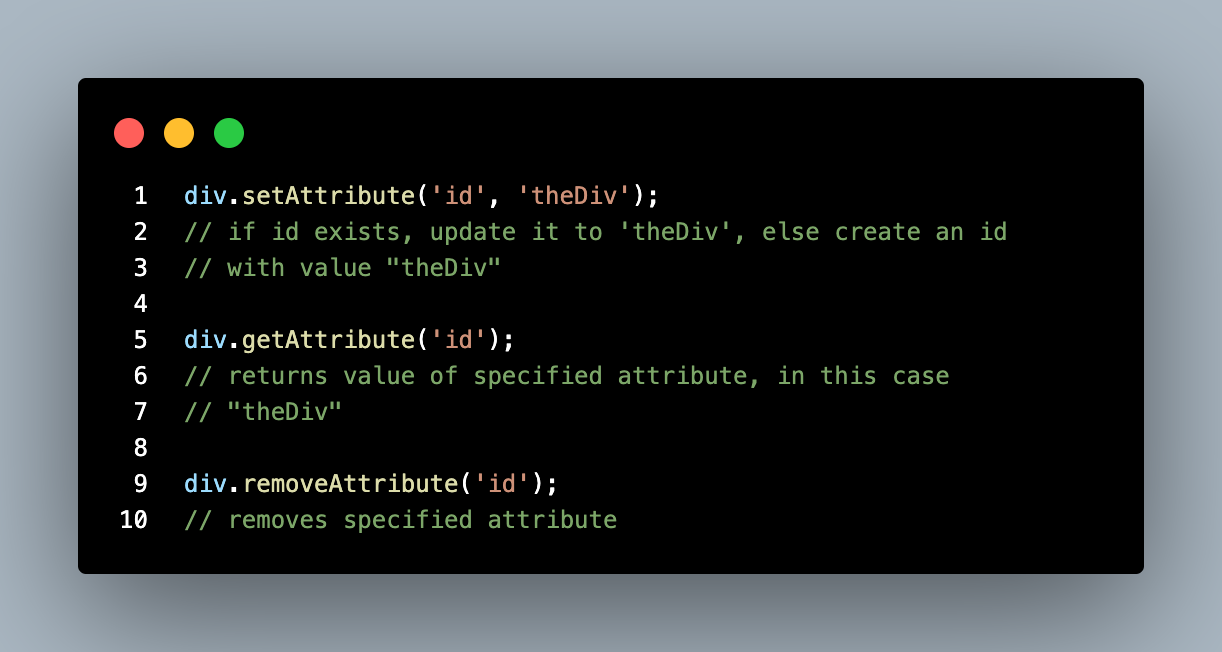 1 div.setAttribute('id', 'theDiv');
2 // if id exists, update it to 'theDiv', else create an id
3 // with value "theDiv"
4
5 div.getAttribute('id');
6 // returns value of specified attribute, in this case
7 // "theDiv"
8
9 div.removeAttribute('id');
10 // removes specified attribute